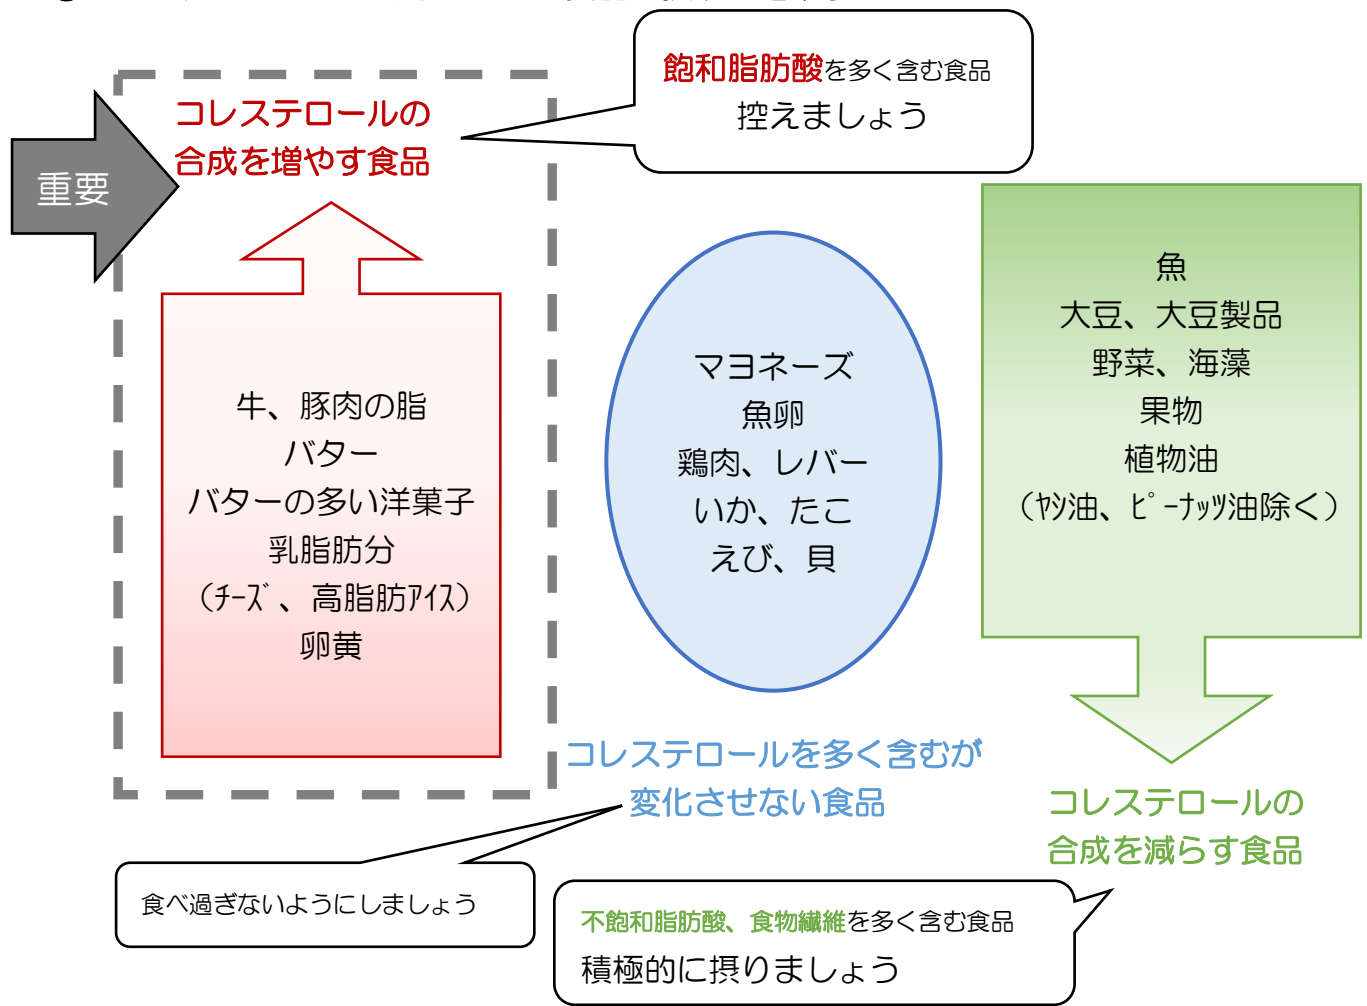 飽和脂肪酸を多く含む食品
控えましょう
コレステロールの
合成を増やす食品
重要
牛、豚肉の脂
バター
バターの多い洋菓子
乳脂肪分
（ﾁｰｽﾞ、高脂肪ｱｲｽ）
卵黄
マヨネーズ
魚卵
鶏肉、レバー
いか、たこ
えび、貝
コレステロールを多く含むが
変化させない食品
魚
大豆、大豆製品
野菜、海藻
果物
植物油
（ﾔｼ油、ﾋﾟｰﾅｯﾂ油除く）
コレステロールの
合成を減らす食品
食べ過ぎないようにしましょう
不飽和脂肪酸、食物繊維を多く含む食品
積極的に摂りましょう